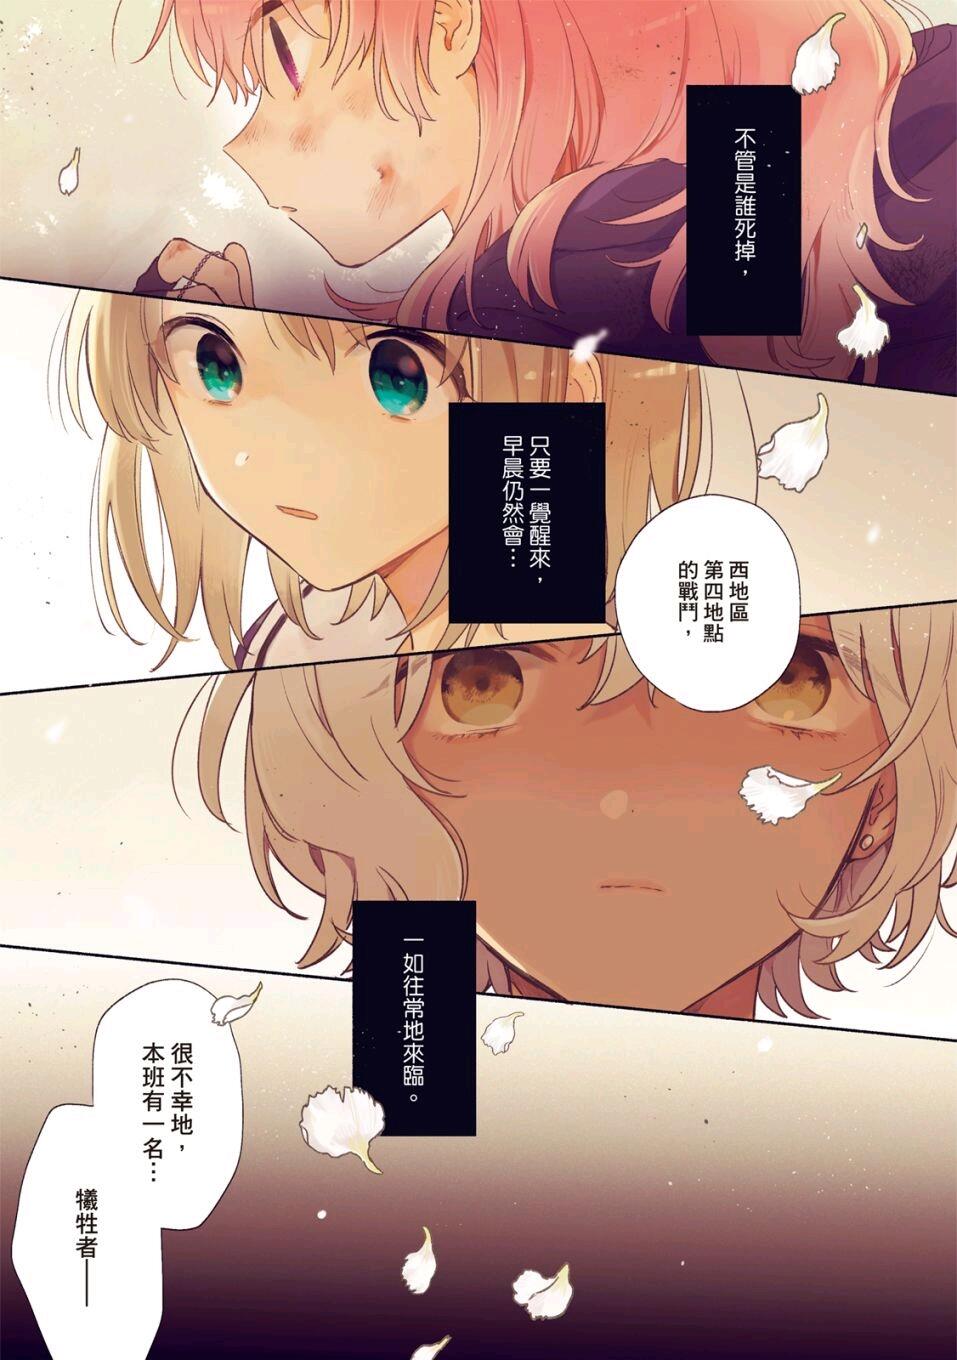 不管是誰死掉，
只要一覺醒來，
早晨仍然會…
西地區
第四地點
的戰鬥，
一如往常地來臨。
很不幸地，
本班有一名…
犧牲者——